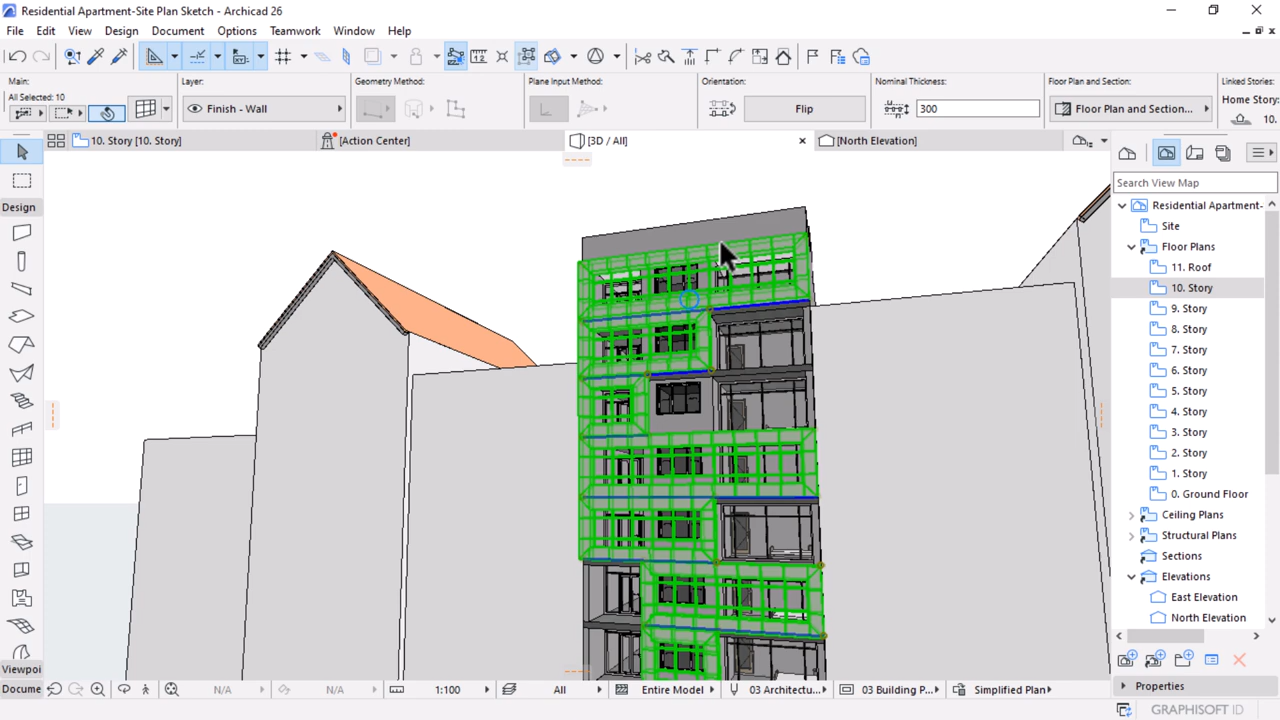 Residential Apartment-Site Plan Sketch - Archicad 26
File Edit View Design Document Options Teamwork Window Help
Main:
All Selected: 10
Layer:
Finish - Wall
Geometry Method:
Plane Input Method:
Orientation:
Flip
Nominal Thickness:
300
Floor Plan and Section:
Floor Plan and Section...
Linked Stories:
Home Story:
10.
10. Story [10. Story]
[Action Center]
[3D / All]
[North Elevation]
Design
Viewpoi
Docume
Search View Map
Residential Apartment-
Site
Floor Plans
11. Roof
10. Story
9. Story
8. Story
7. Story
6. Story
5. Story
4. Story
3. Story
2. Story
1. Story
0. Ground Floor
Ceiling Plans
Structural Plans
Sections
Elevations
East Elevation
North Elevation
Properties
N/A
N/A
1:100
All
Entire Model
03 Architectu...
03 Building P...
Simplified Plan
GRAPHISOFT ID